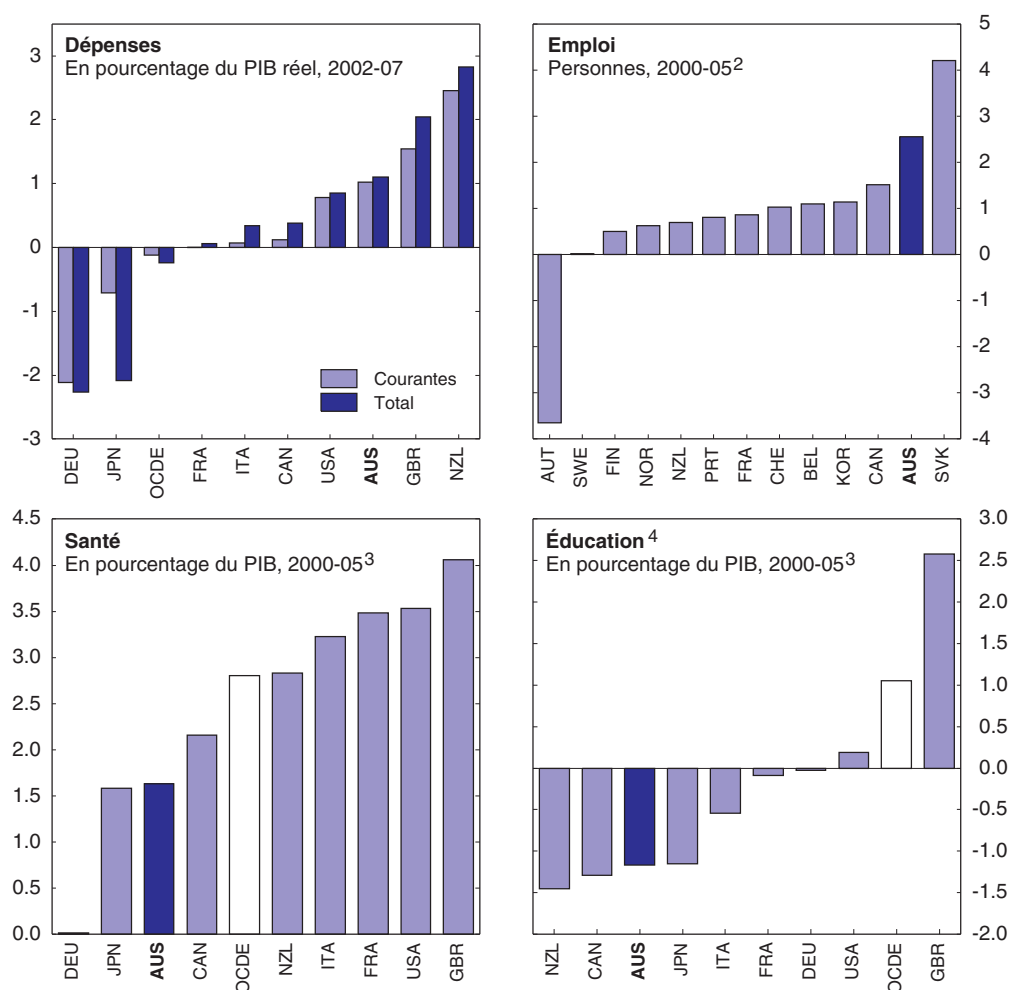 Dépenses
En pourcentage du PIB réel, 2002-07
3
2
1
0
-1
-2
-3
Courantes
Total
DEU JPN OCDE FRA ITA CAN USA AUS GBR NZL
Emploi
Personnes, 2000-05²
5
4
3
2
1
0
-1
-2
-3
-4
AUT SWE FIN NOR NZL PRT FRA CHE BEL KOR CAN AUS SVK
Santé
En pourcentage du PIB, 2000-05³
4.5
4.0
3.5
3.0
2.5
2.0
1.5
1.0
0.5
0.0
DEU JPN AUS CAN OCDE NZL ITA FRA USA GBR
Éducation⁴
En pourcentage du PIB, 2000-05³
3.0
2.5
2.0
1.5
1.0
0.5
0.0
-0.5
-1.0
-1.5
-2.0
NZL CAN AUS JPN ITA FRA DEU USA OCDE GBR